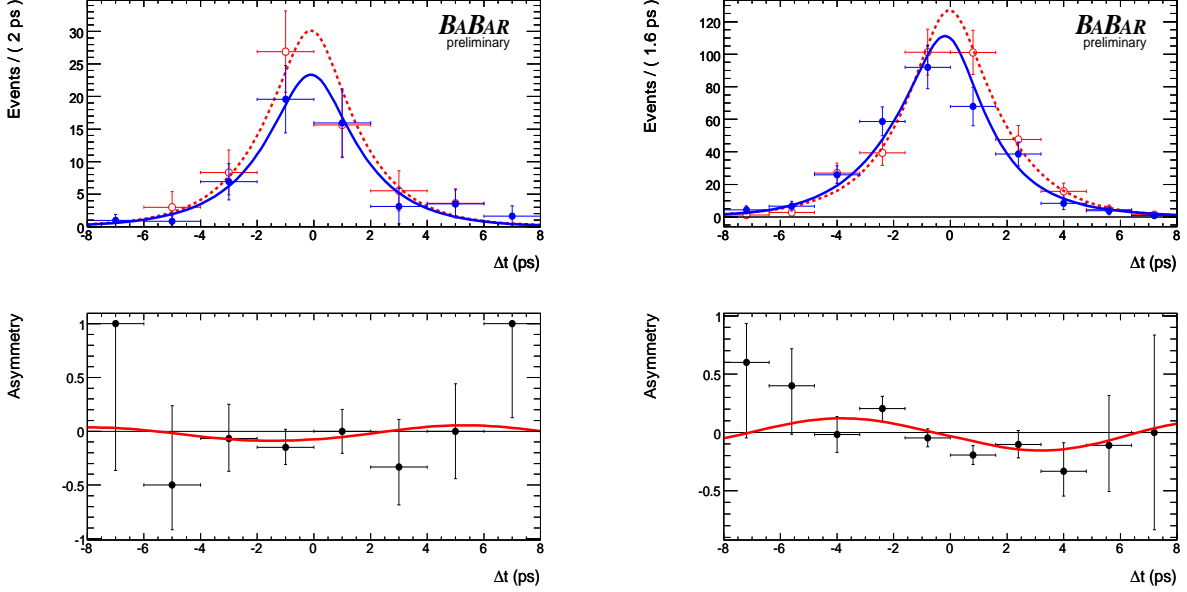 Events / ( 2 ps )
30
25
20
15
10
5
0
BABAR
preliminary
-8 -6 -4 -2 0 2 4 6 8
Δt (ps)
Events / ( 1.6 ps )
120
100
80
60
40
20
0
BABAR
preliminary
-8 -6 -4 -2 0 2 4 6 8
Δt (ps)
Asymmetry
1
0.5
0
-0.5
-1
-8 -6 -4 -2 0 2 4 6 8
Δt (ps)
Asymmetry
1
0.5
0
-0.5
-8 -6 -4 -2 0 2 4 6 8
Δt (ps)